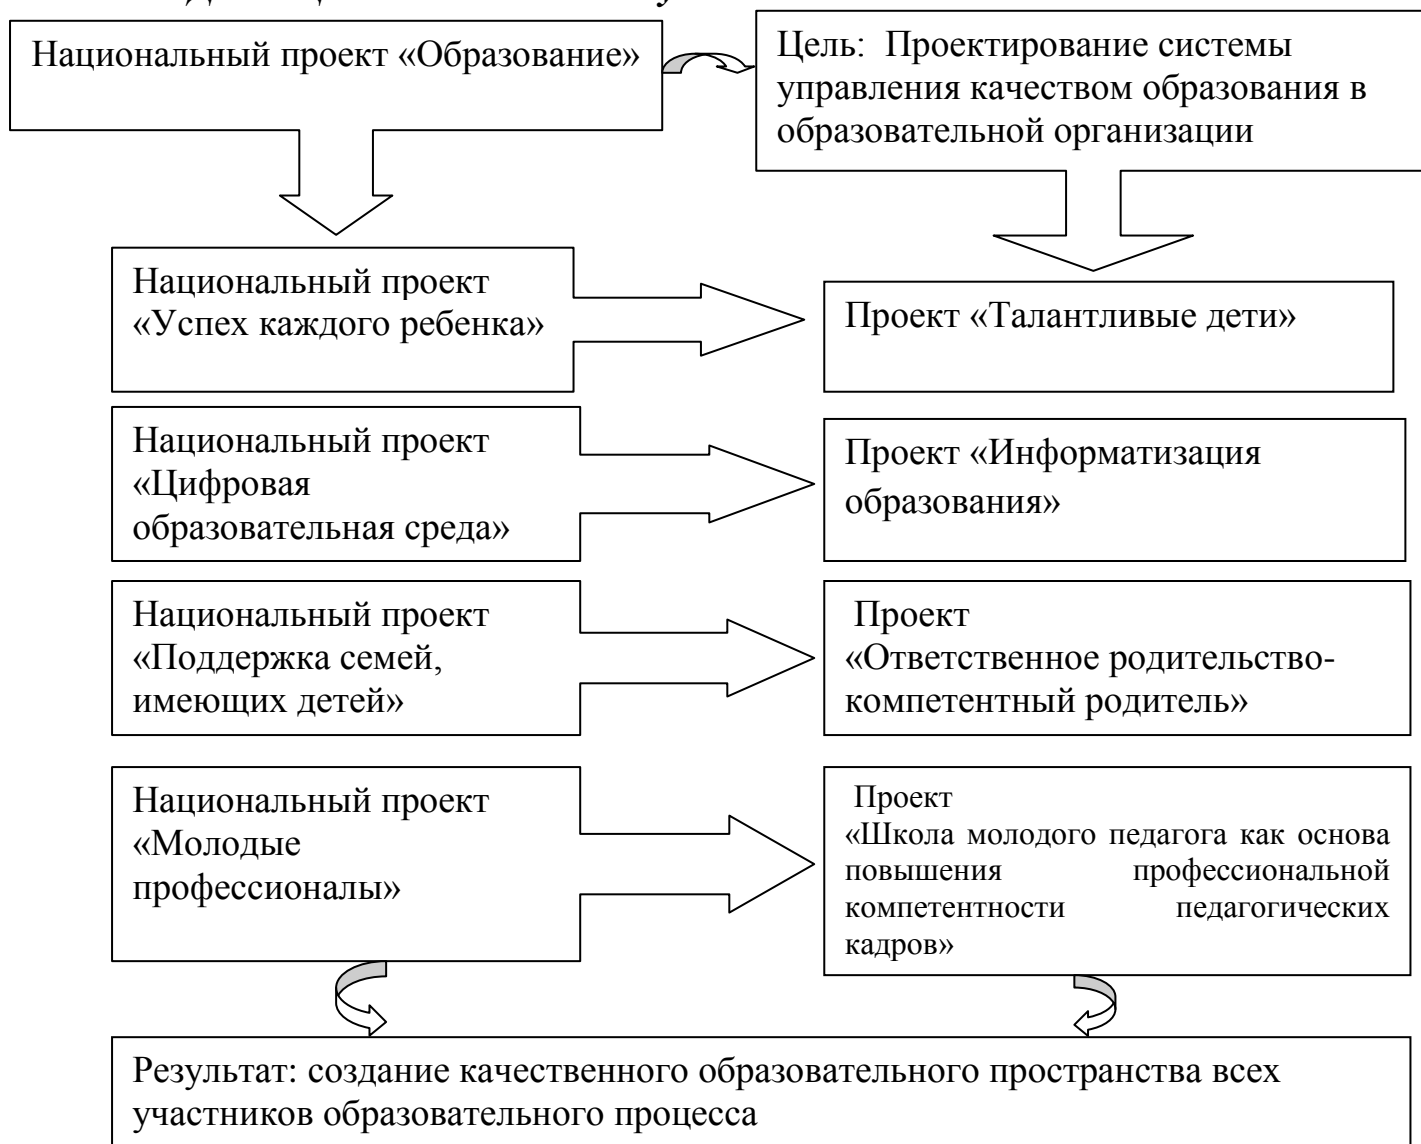 Национальный проект «Образование»
Цель: Проектирование системы
управления качеством образования в
образовательной организации
Национальный проект
«Успех каждого ребенка»
Проект «Талантливые дети»
Национальный проект
«Цифровая
образовательная среда»
Проект «Информатизация
образования»
Национальный проект
«Поддержка семей,
имеющих детей»
Проект
«Ответственное родительство-
компетентный родитель»
Национальный проект
«Молодые
профессионалы»
Проект
«Школа молодого педагога как основа
повышения профессиональной
компетентности педагогических
кадров»
Результат: создание качественного образовательного пространства всех
участников образовательного процесса